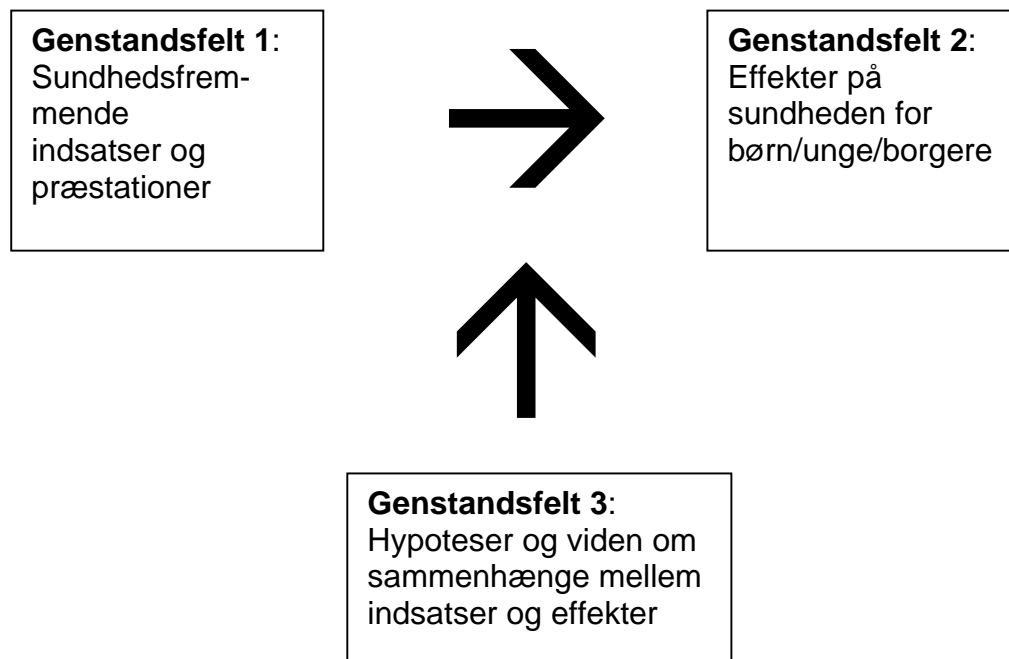 Genstandsfelt 1:
Sundhedsfrem-
mende
indsatser og
præstationer
Genstandsfelt 2:
Effekter på
sundheden for
børn/unge/borgere
Genstandsfelt 3:
Hypoteser og viden om
sammenhænge mellem
indsatser og effekter